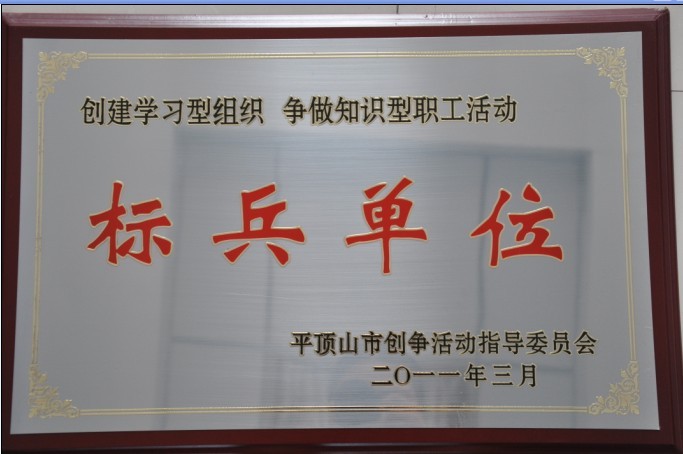 创建学习型组织 争做知识型职工活动
标兵单位
平顶山市创争活动指导委员会
二〇一一年三月